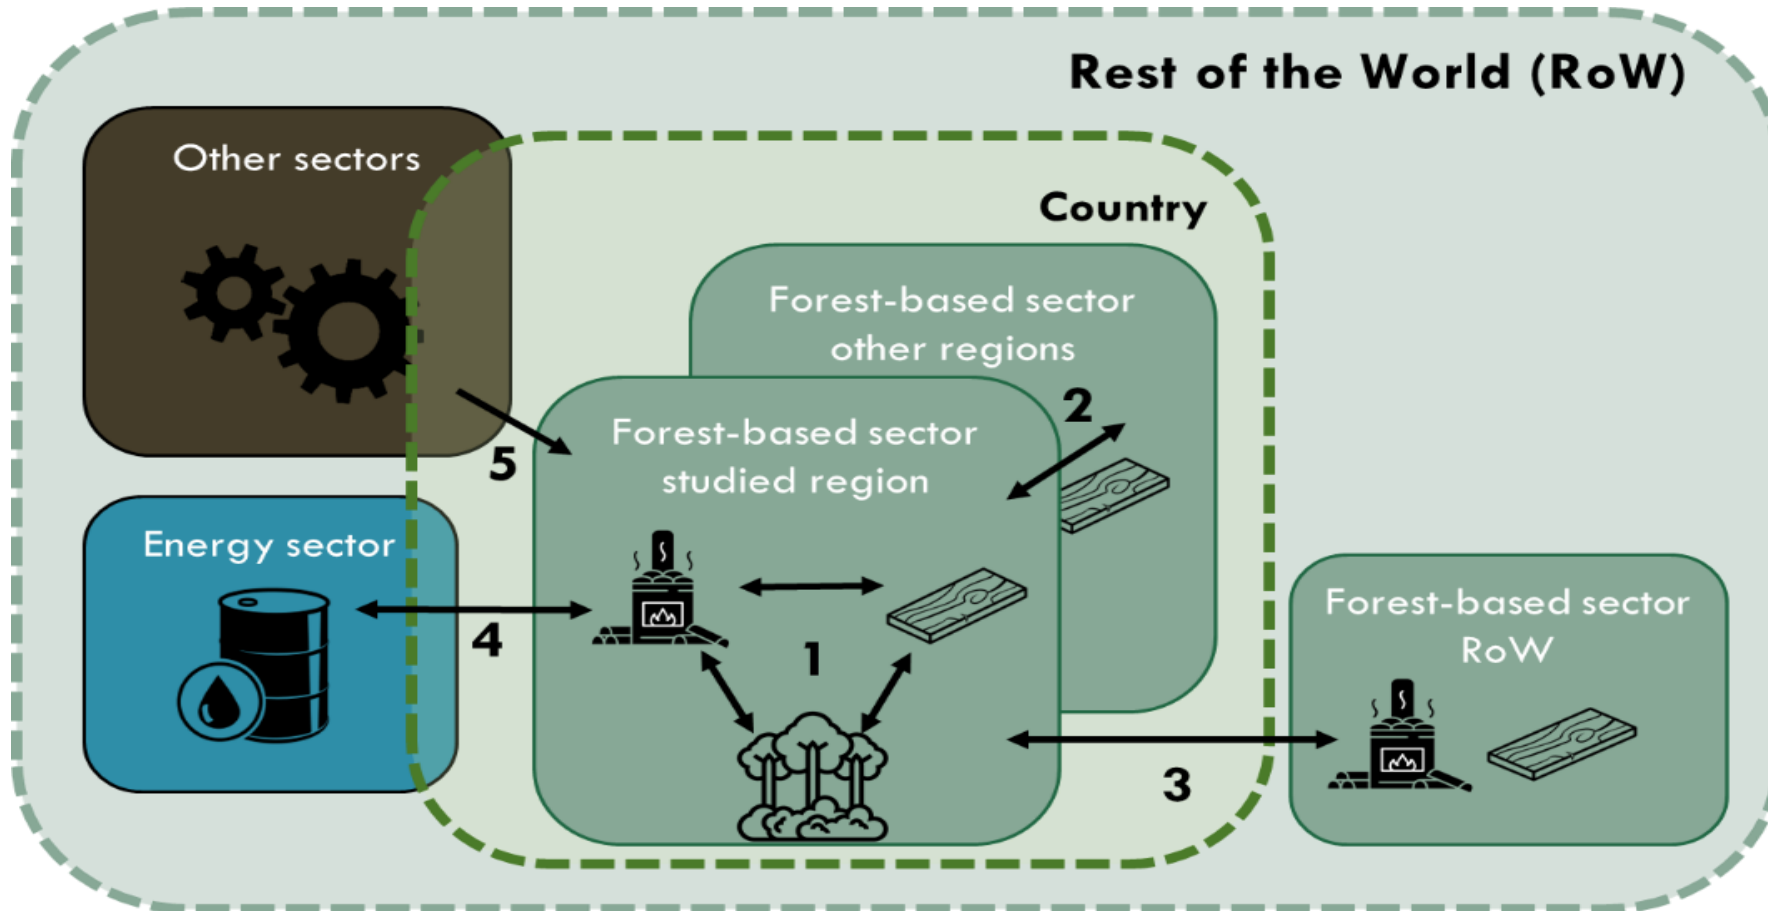 Rest of the World (RoW)
Other sectors
Country
Forest-based sector
other regions
2
Forest-based sector
studied region
5
Energy sector
4
1
Forest-based sector
RoW
3